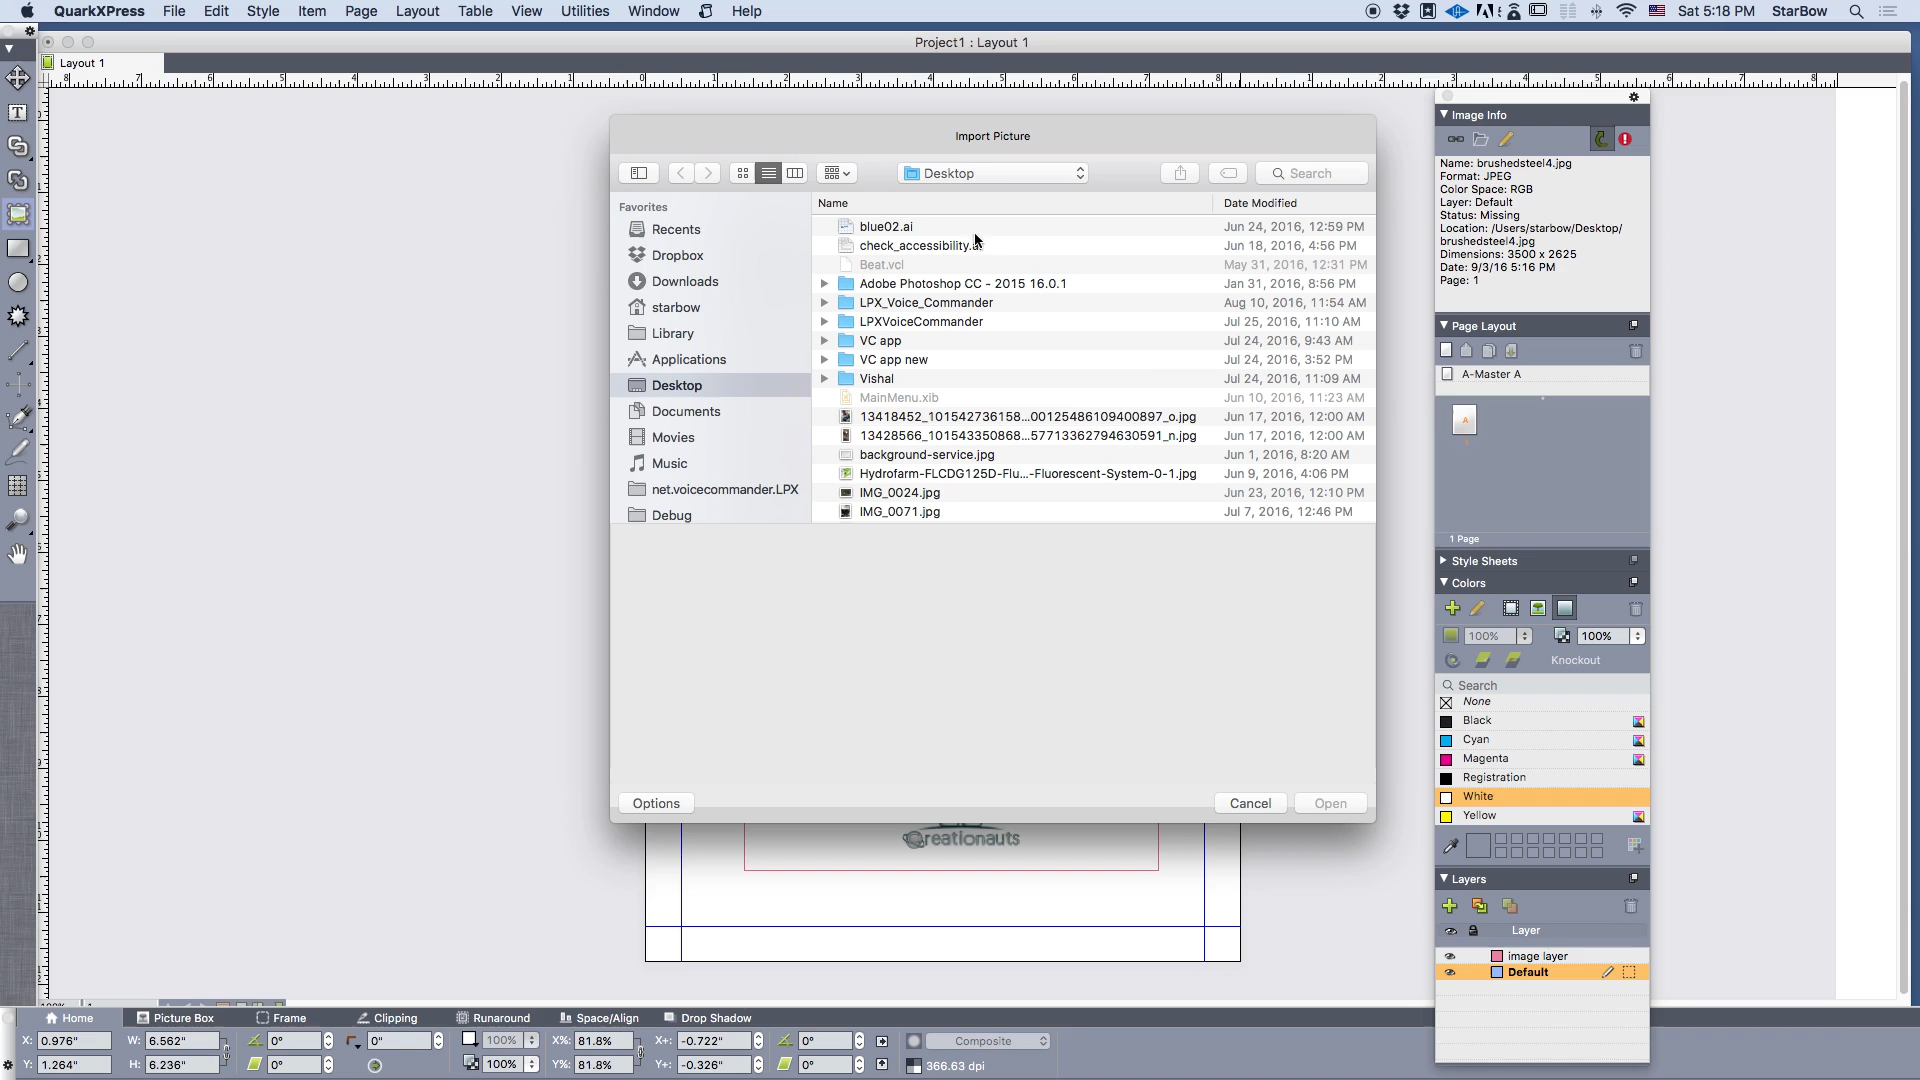 QuarkXPress File Edit Style Item Page Layout Table View Utilities Window Help Sat 5:18 PM StarBow
Project1 : Layout 1
Layout 1
Import Picture
Desktop
Search
Favorites
Recents
Dropbox
Downloads
starbow
Library
Applications
Desktop
Documents
Movies
Music
net.voicecommander.LPX
Debug
Name Date Modified
blue02.ai Jun 24, 2016, 12:59 PM
check_accessibility. Jun 18, 2016, 4:56 PM
Beat.vcl May 31, 2016, 12:31 PM
Adobe Photoshop CC - 2015 16.0.1 Jan 31, 2016, 8:56 PM
LPX_Voice_Commander Aug 10, 2016, 11:54 AM
LPXVoiceCommander Jul 25, 2016, 11:10 AM
VC app Jul 24, 2016, 9:43 AM
VC app new Jul 24, 2016, 3:52 PM
Vishal Jul 24, 2016, 11:09 AM
MainMenu.xib Jun 10, 2016, 11:23 AM
13418452_101542736158...001254861094008​97_o.jpg Jun 17, 2016, 12:00 AM
13428566_101543350868...57713362794630591_n.jpg Jun 17, 2016, 12:00 AM
background-service.jpg Jun 1, 2016, 8:20 AM
Hydrofarm-FLCDG125D-Flu...-Fluorescent-System-0-1.jpg Jun 9, 2016, 4:06 PM
IMG_0024.jpg Jun 23, 2016, 12:10 PM
IMG_0071.jpg Jul 7, 2016, 12:46 PM
Options Cancel Open
Creationauts
Image Info
Name: brushedsteel4.jpg
Format: JPEG
Color Space: RGB
Layer: Default
Status: Missing
Location: /Users/starbow/Desktop/
brushedsteel4.jpg
Dimensions: 3500 x 2625
Date: 9/3/16 5:16 PM
Page: 1
Page Layout
A-Master A
A
1 Page
Style Sheets
Colors
100% 100%
Knockout
Search
None
Black
Cyan
Magenta
Registration
White
Yellow
Layers
Layer
image layer
Default
Home Picture Box Frame Clipping Runaround Space/Align Drop Shadow
X: 0.976" W: 6.562" 0° 0" 100% X%: 81.8% X+: -0.722" 0° Composite
Y: 1.264" H: 6.236" 0° 100% Y%: 81.8% Y+: -0.326" 0° 366.63 dpi